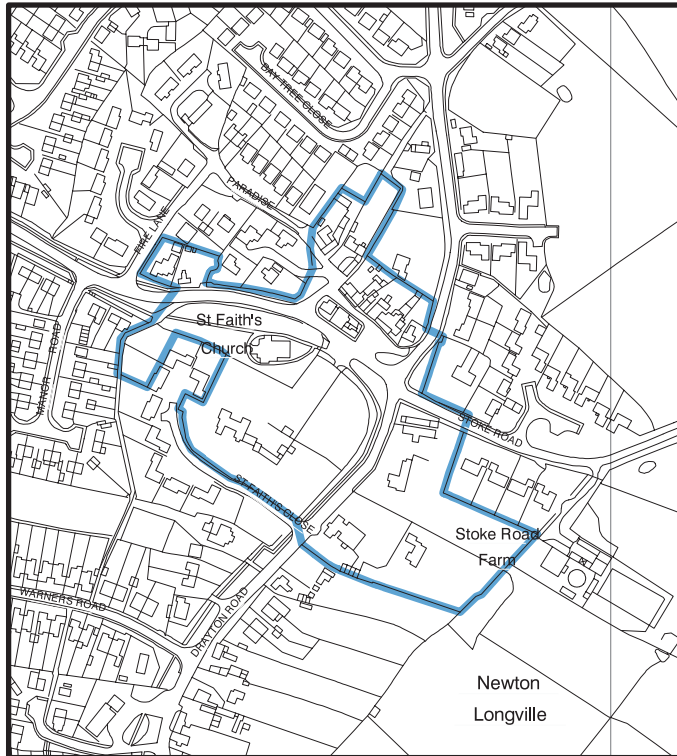 BAY TREE CLOSE
PARADISE
FIRE LANE
St Faith's
Church
MANOR ROAD
STOKE ROAD
ST FAITH'S CLOSE
Stoke Road
Farm
WARNERS ROAD
DRAYTON ROAD
Newton
Longville